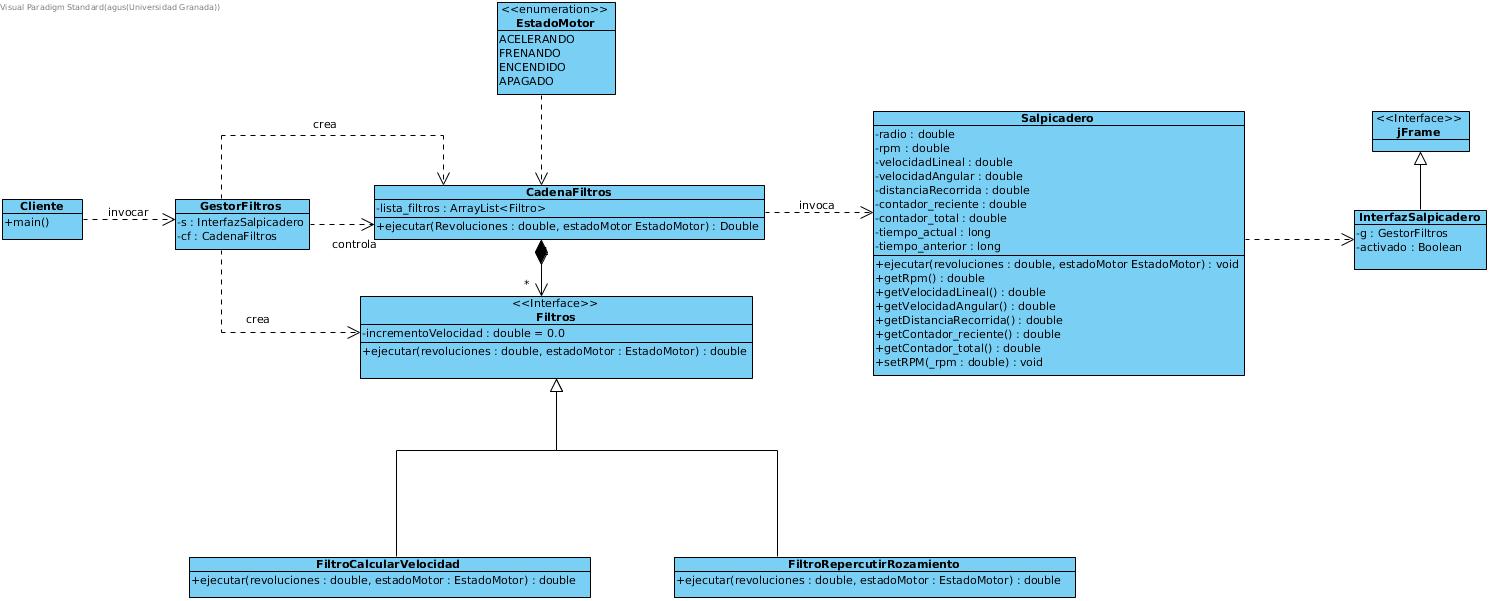 Visual Paradigm Standard(agus(Universidad Granada))
<<enumeration>>
EstadoMotor
ACELERANDO
FRENANDO
ENCENDIDO
APAGADO
crea
Cliente
+main()
invocar
GestorFiltros
-s : InterfazSalpicadero
-cf : CadenaFiltros
controla
crea
CadenaFiltros
-lista_filtros : ArrayList<Filtro>
+ejecutar(Revoluciones : double, estadoMotor EstadoMotor) : Double
invoca
*
<<Interface>>
Filtros
-incrementoVelocidad : double = 0.0
+ejecutar(revoluciones : double, estadoMotor : EstadoMotor) : double
Salpicadero
-radio : double
-rpm : double
-velocidadLineal : double
-velocidadAngular : double
-distanciaRecorrida : double
-contador_reciente : double
-contador_total : double
-tiempo_actual : long
-tiempo_anterior : long
+ejecutar(revoluciones : double, estadoMotor EstadoMotor) : void
+getRpm() : double
+getVelocidadLineal() : double
+getVelocidadAngular() : double
+getDistanciaRecorrida() : double
+getContador_reciente() : double
+getContador_total() : double
+setRPM(_rpm : double) : void
<<Interface>>
jFrame
InterfazSalpicadero
-g : GestorFiltros
-activado : Boolean
FiltroCalcularVelocidad
+ejecutar(revoluciones : double, estadoMotor : EstadoMotor) : double
FiltroRepercutirRozamiento
+ejecutar(revoluciones : double, estadoMotor : EstadoMotor) : double